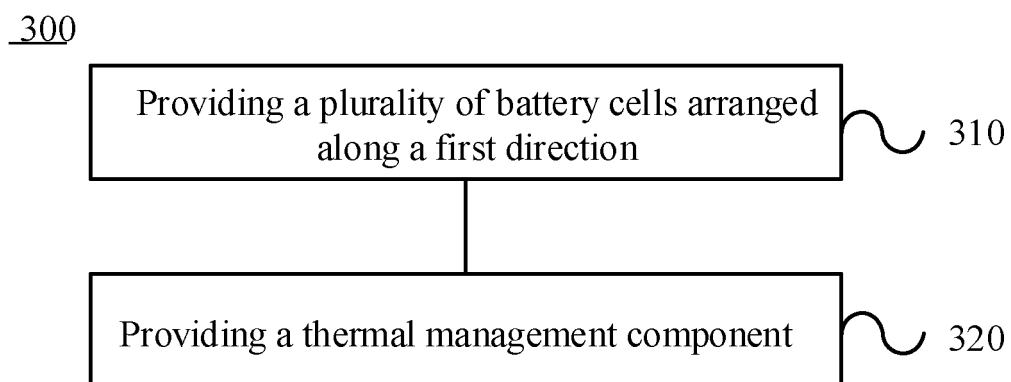 300
Providing a plurality of battery cells arranged
along a first direction
310
Providing a thermal management component
320